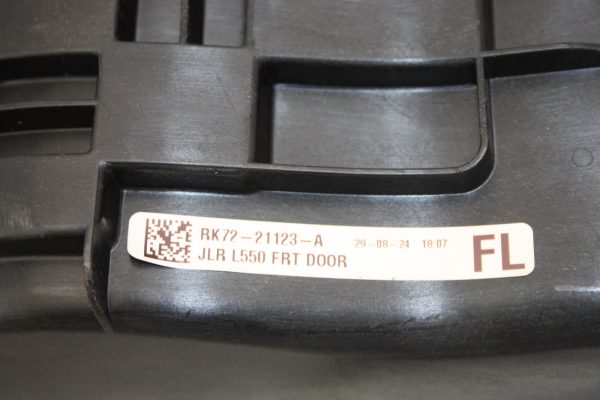 RK72-21123-A 29-08-24 18:07
JLR L550 FRT DOOR FL